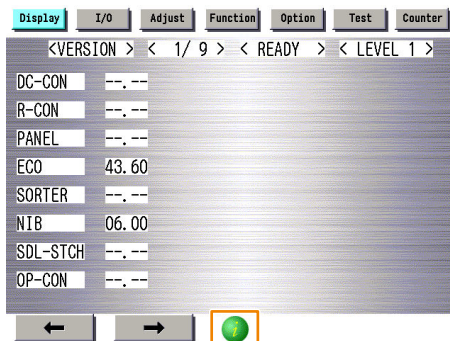 Display I/O Adjust Function Option Test Counter
<VERSION > < 1/ 9 > < READY > < LEVEL 1 >
DC-CON --.--
R-CON --.--
PANEL --.--
ECO 43.60
SORTER --.--
NIB 06.00
SDL-STCH --.--
OP-CON --.--
← →
i